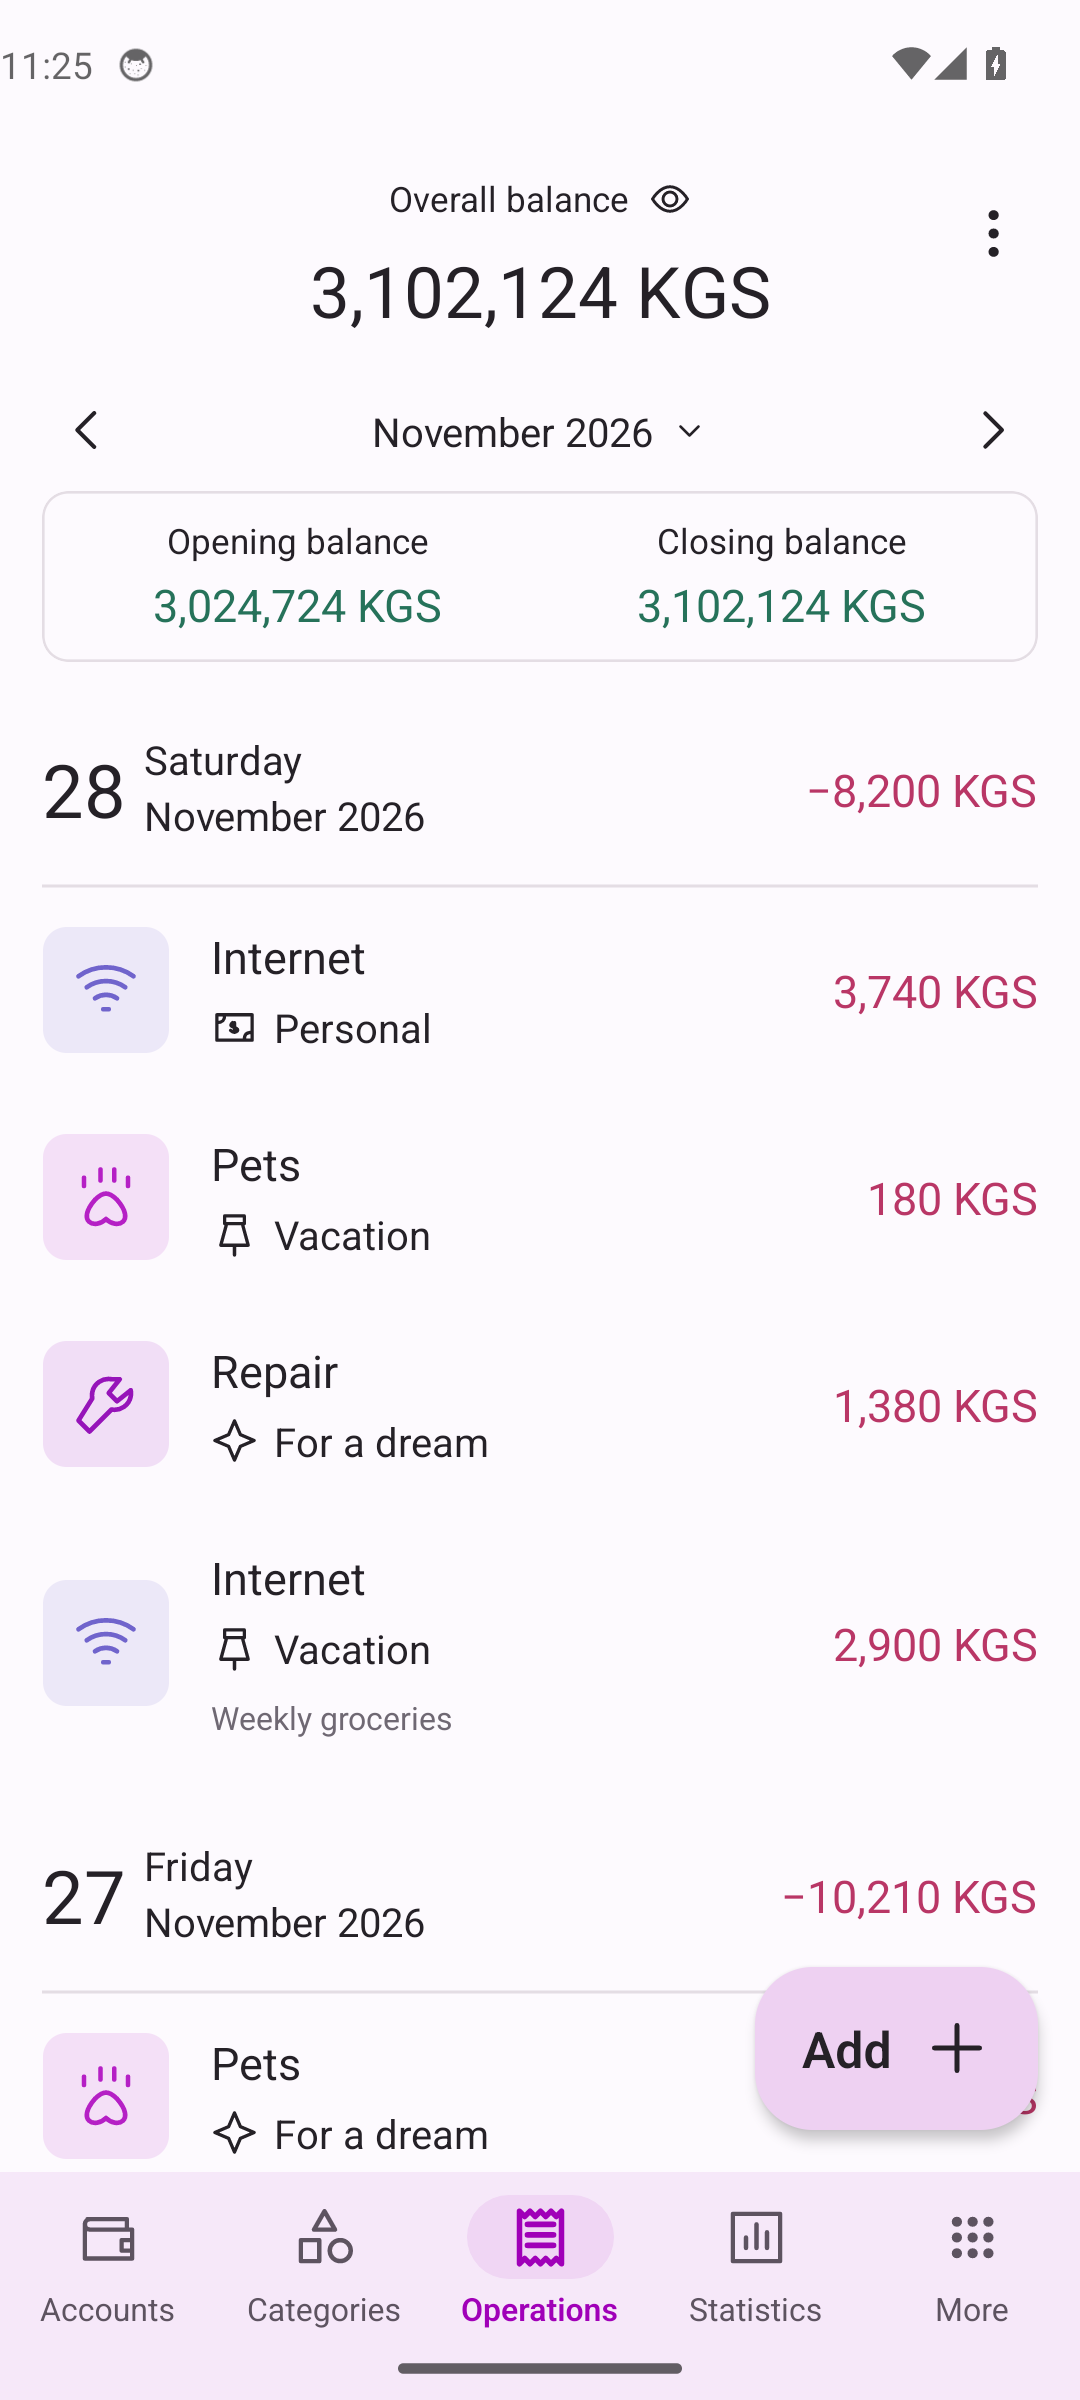 11:25
Overall balance
3,102,124 KGS
November 2026
Opening balance
Closing balance
3,024,724 KGS
3,102,124 KGS
28
Saturday
November 2026
−8,200 KGS
Internet
Personal
3,740 KGS
Pets
Vacation
180 KGS
Repair
For a dream
1,380 KGS
Internet
Vacation
Weekly groceries
2,900 KGS
27
Friday
November 2026
−10,210 KGS
Pets
For a dream
Add
Accounts
Categories
Operations
Statistics
More